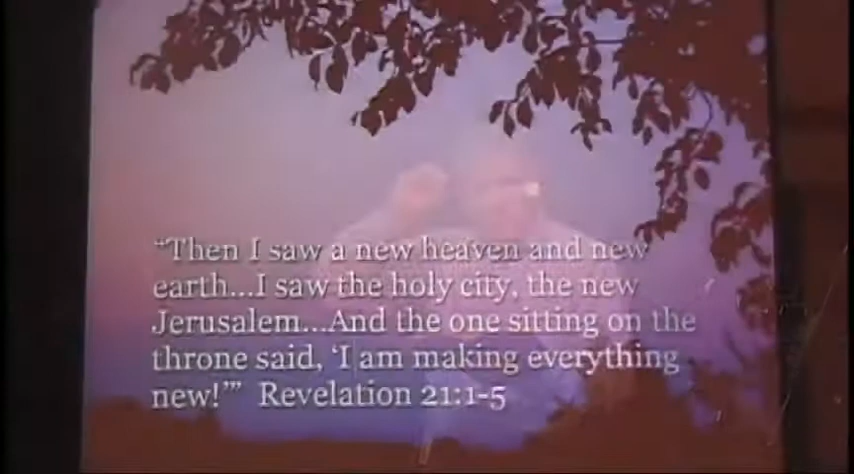 “Then I saw a new heaven and a new
earth...I saw the holy city, the new
Jerusalem...And the one sitting on the
throne said, ‘I am making everything
new!’”  Revelation 21:1-5